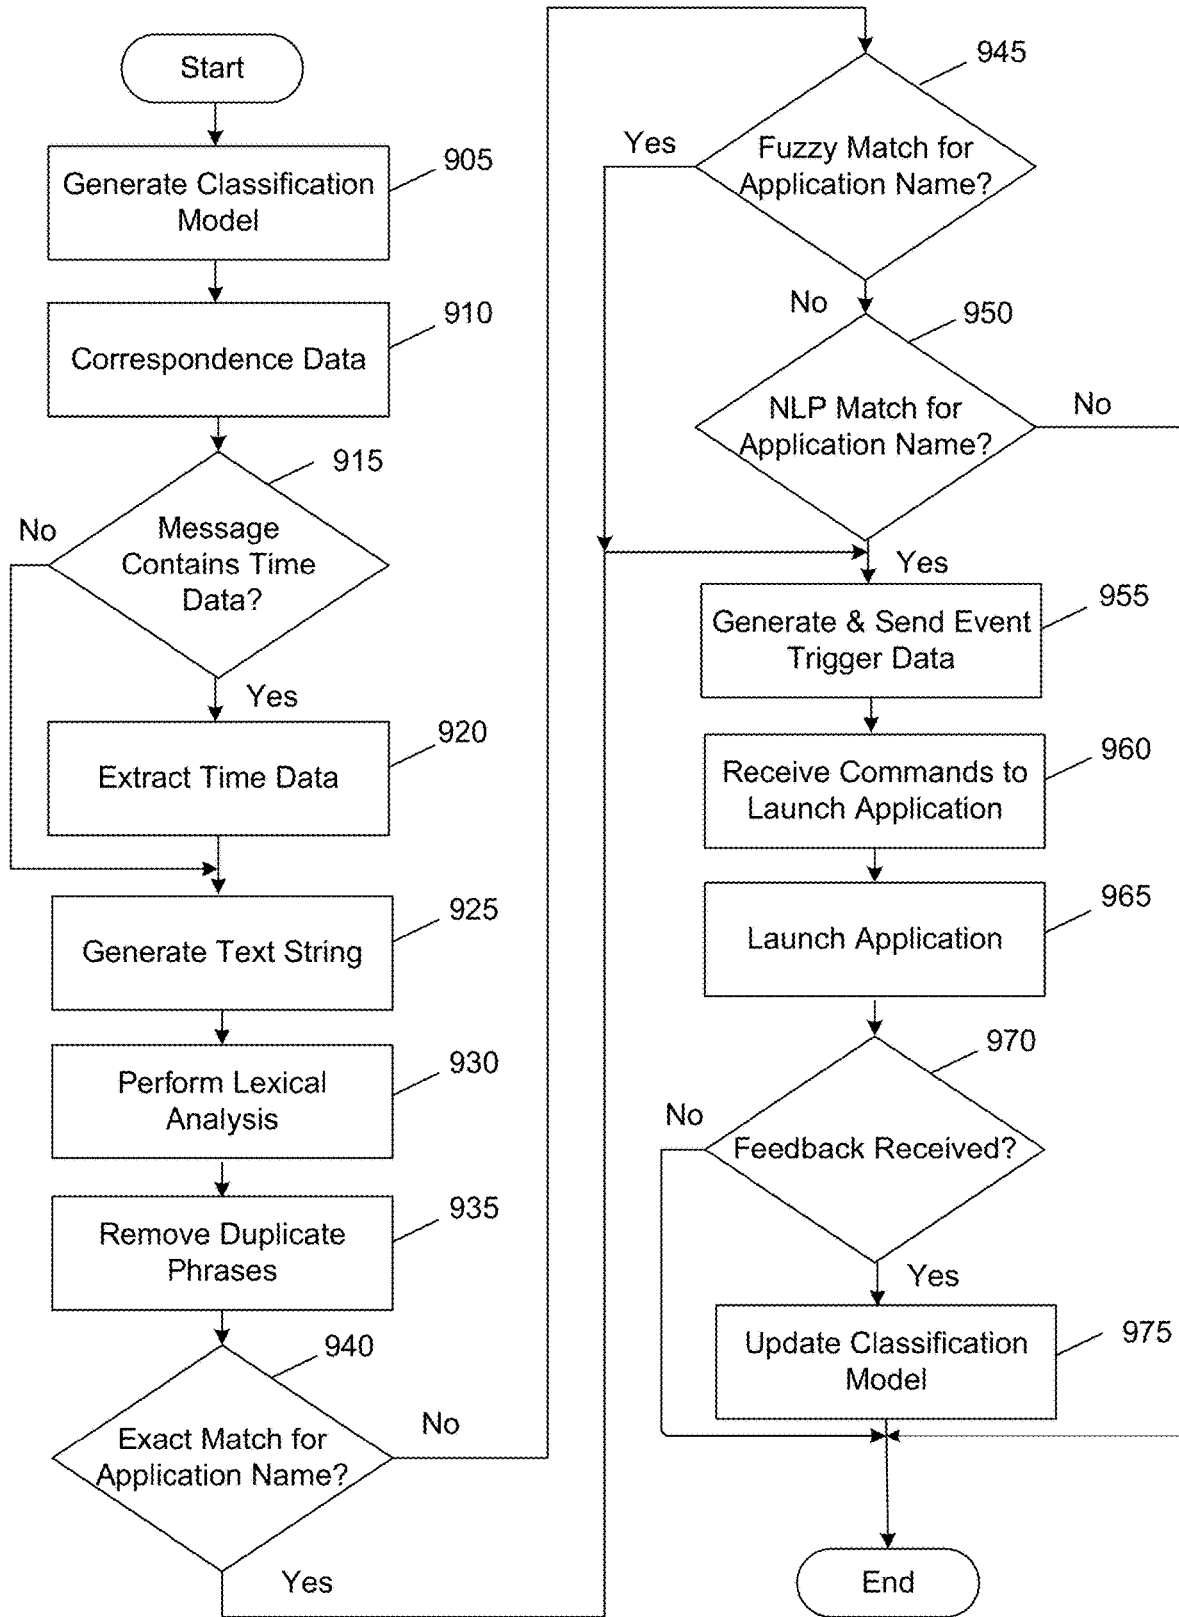 Start
905
Generate Classification
Model
910
Correspondence Data
915
No
Message
Contains Time
Data?
Yes
920
Extract Time Data
925
Generate Text String
930
Perform Lexical
Analysis
935
Remove Duplicate
Phrases
940
No
Exact Match for
Application Name?
Yes
945
Yes
Fuzzy Match for
Application Name?
No
950
No
NLP Match for
Application Name?
Yes
955
Generate & Send Event
Trigger Data
960
Receive Commands to
Launch Application
965
Launch Application
970
No
Feedback Received?
Yes
975
Update Classification
Model
End